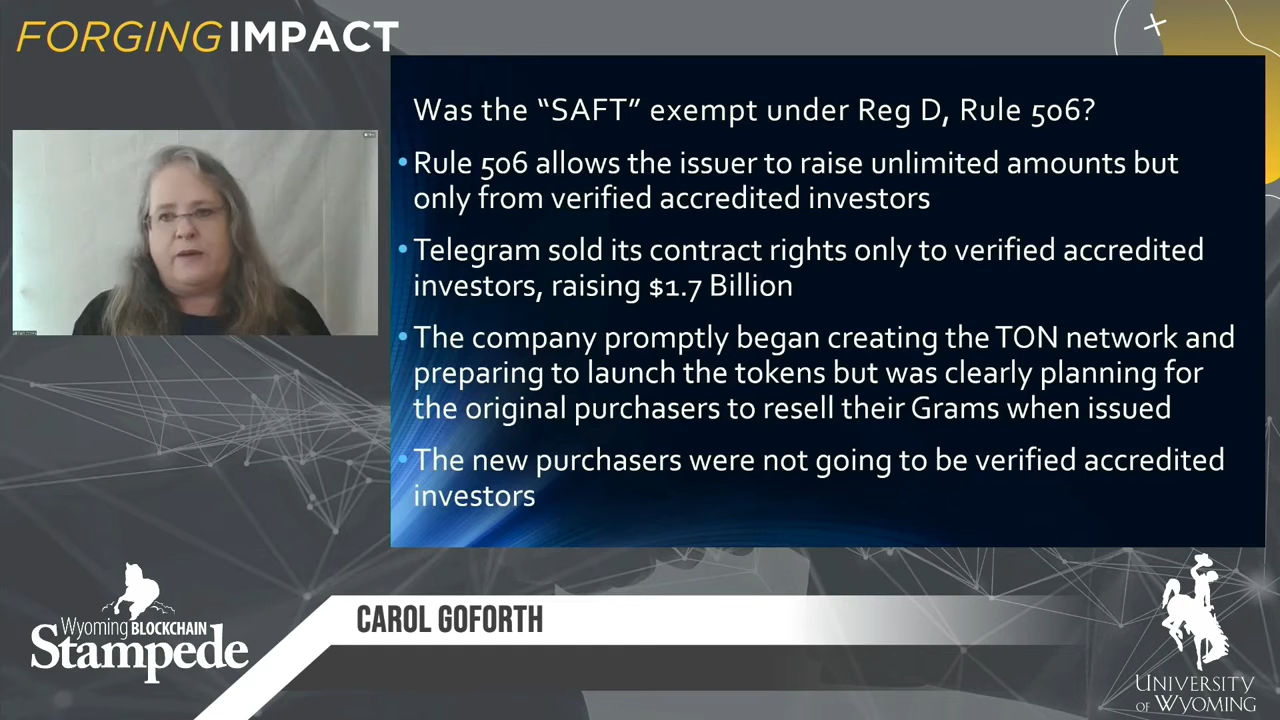 FORGING IMPACT
Was the “SAFT” exempt under Reg D, Rule 506?
• Rule 506 allows the issuer to raise unlimited amounts but
only from verified accredited investors
• Telegram sold its contract rights only to verified accredited
investors, raising $1.7 Billion
• The company promptly began creating the TON network and
preparing to launch the tokens but was clearly planning for
the original purchasers to resell their Grams when issued
• The new purchasers were not going to be verified accredited
investors
CAROL GOFORTH
Wyoming BLOCKCHAIN
Stampede
UNIVERSITY
OF WYOMING